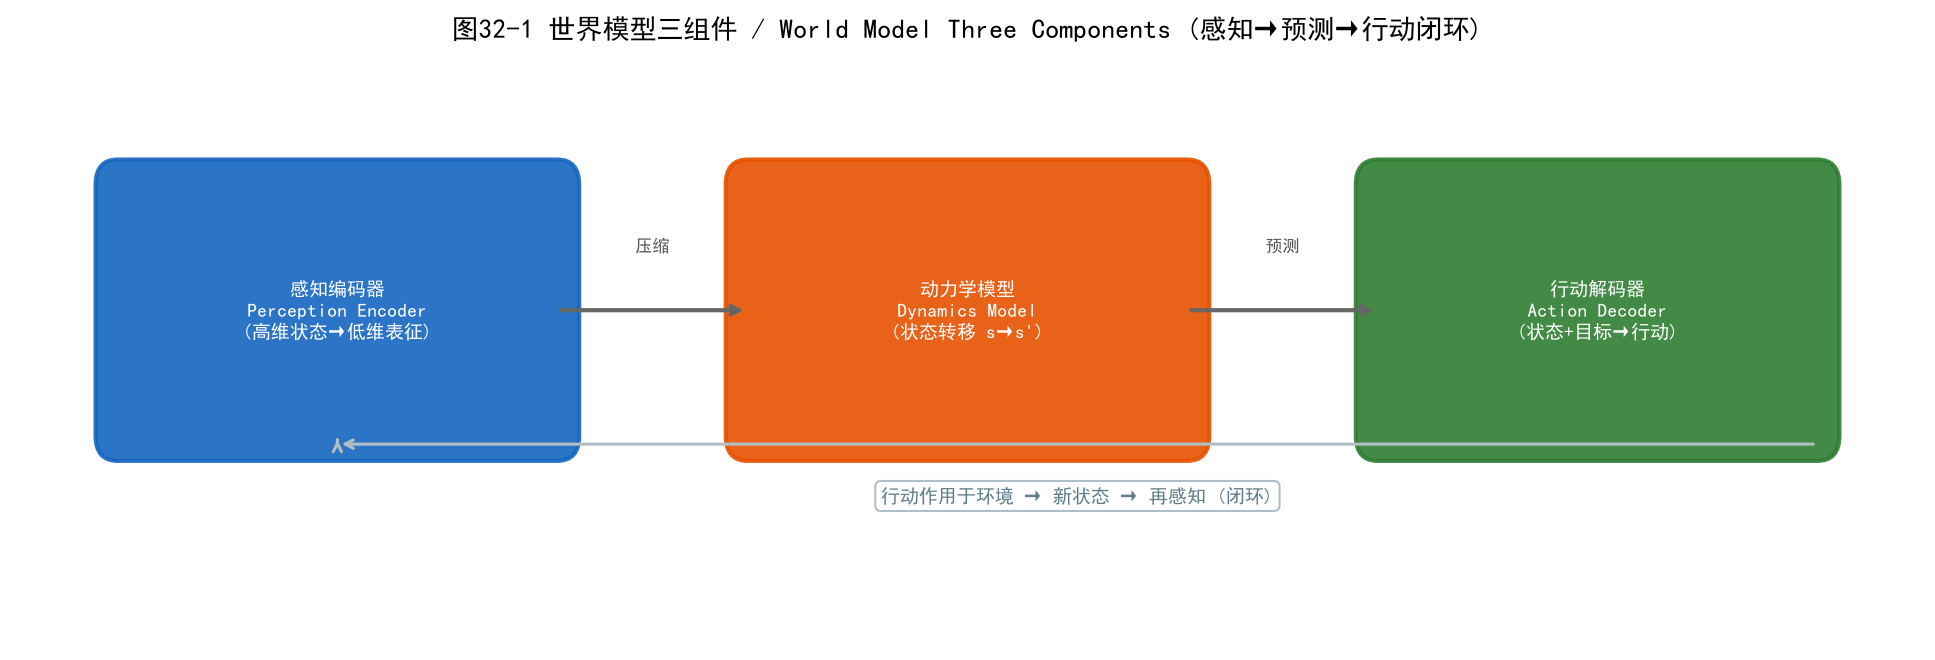 图32-1 世界模型三组件 / World Model Three Components (感知→预测→行动闭环)
感知编码器
Perception Encoder
(高维状态→低维表征)
压缩
动力学模型
Dynamics Model
(状态转移 s→s')
预测
行动解码器
Action Decoder
(状态+目标→行动)
行动作用于环境 → 新状态 → 再感知 (闭环)